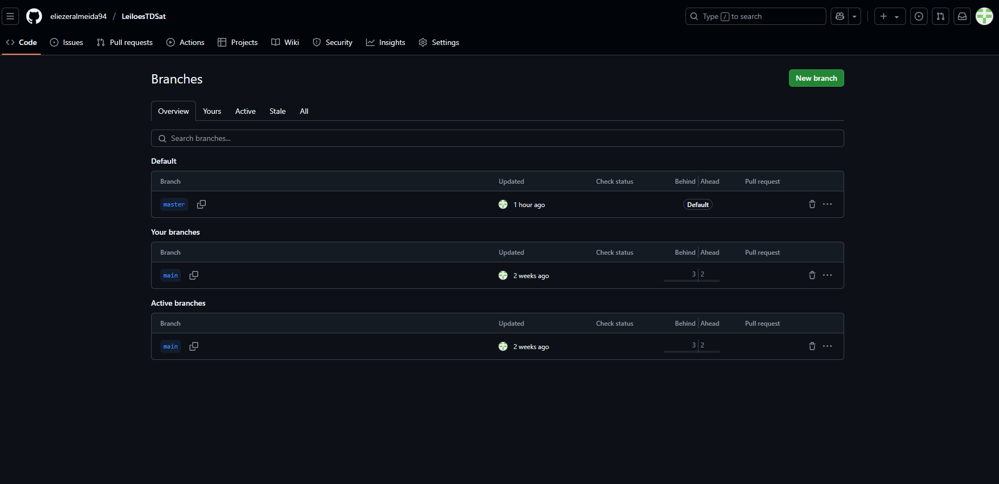 eliezeralmeida94 / LeiloesTDSat
Type / to search
Code Issues Pull requests Actions Projects Wiki Security Insights Settings
Branches
New branch
Overview Yours Active Stale All
Search branches...
Default
Branch Updated Check status Behind Ahead Pull request
master 1 hour ago Default
Your branches
Branch Updated Check status Behind Ahead Pull request
main 2 weeks ago 3 2
Active branches
Branch Updated Check status Behind Ahead Pull request
main 2 weeks ago 3 2